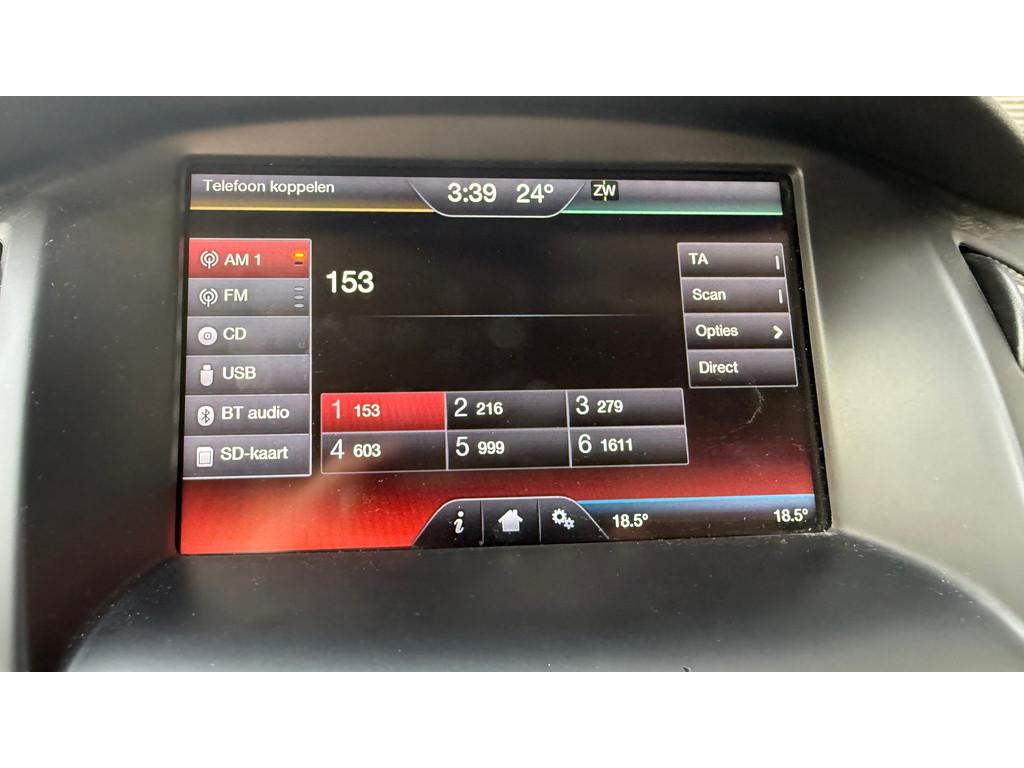 Telefoon koppelen
3:39 24° ZW
AM 1
FM
CD
USB
BT audio
SD-kaart
153
TA
Scan
Opties
Direct
1 153 2 216 3 279
4 603 5 999 6 1611
i
18.5° 18.5°